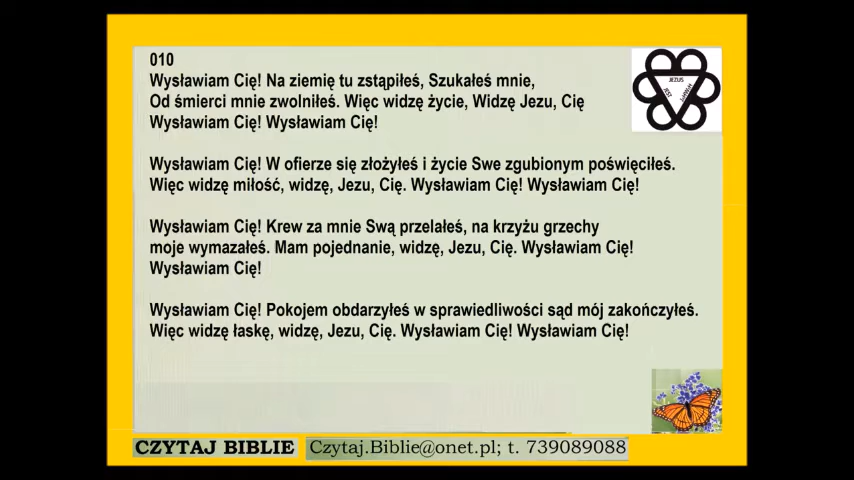 010
Wysławiam Cię! Na ziemię tu zstąpiłeś, Szukałeś mnie,
Od śmierci mnie zwolniłeś. Więc widzę życie, Widzę Jezu, Cię
Wysławiam Cię! Wysławiam Cię!
Wysławiam Cię! W ofierze się złożyłeś i życie Swe zgubionym poświęciłeś.
Więc widzę miłość, widzę, Jezu, Cię. Wysławiam Cię! Wysławiam Cię!
Wysławiam Cię! Krew za mnie Swą przelałeś, na krzyżu grzechy
moje wymazałeś. Mam pojednanie, widzę, Jezu, Cię. Wysławiam Cię!
Wysławiam Cię!
Wysławiam Cię! Pokojem obdarzyłeś w sprawiedliwości sąd mój zakończyłeś.
Więc widzę łaskę, widzę, Jezu, Cię. Wysławiam Cię! Wysławiam Cię!
JEZUS
JEST
CZYTAJ BIBLIE
Czytaj.Biblie@onet.pl; t. 739089088